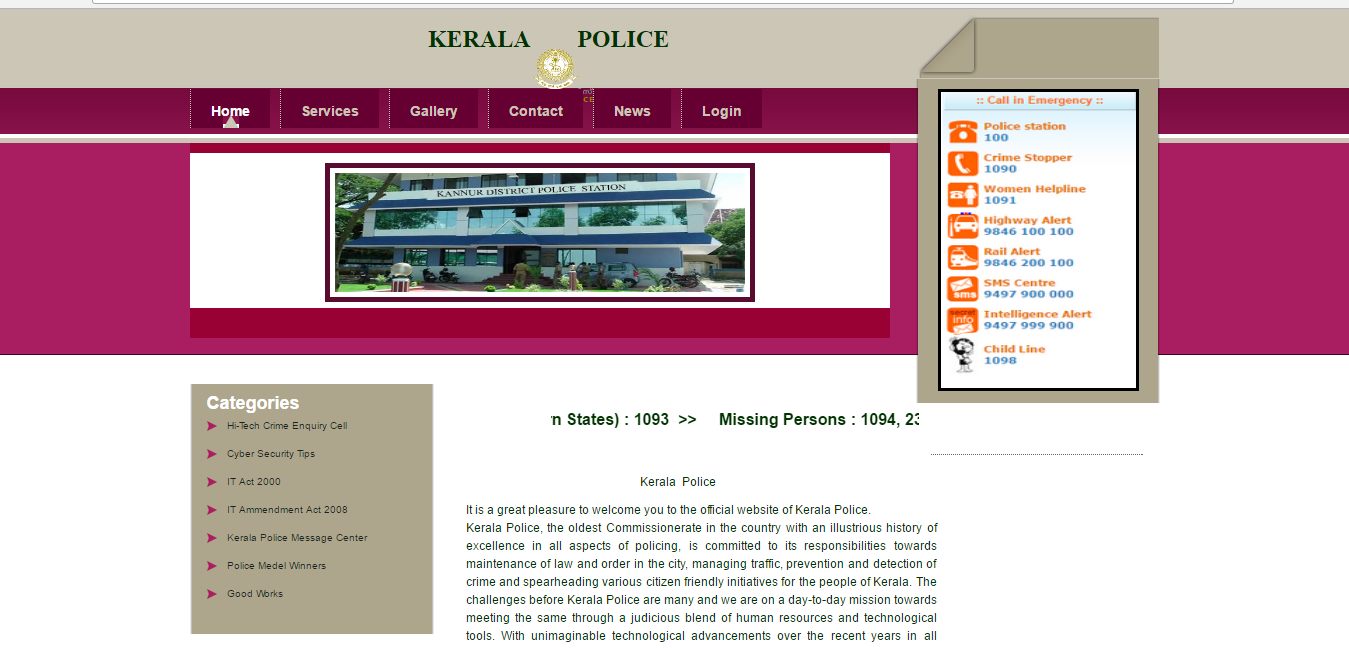 KERALA POLICE
Home Services Gallery Contact News Login
:: Call in Emergency ::
Police station
100
Crime Stopper
1090
Women Helpline
1091
Highway Alert
9846 100 100
Rail Alert
9846 200 100
sms
SMS Centre
9497 900 000
secret
info
Intelligence Alert
9497 999 900
Child Line
1098
KANNUR DISTRICT POLICE STATION
Categories
Hi-Tech Crime Enquiry Cell
Cyber Security Tips
IT Act 2000
IT Ammendment Act 2008
Kerala Police Message Center
Police Medel Winners
Good Works
States) : 1093 >> Missing Persons : 1094,
Kerala Police
It is a great pleasure to welcome you to the official website of Kerala Police.
Kerala Police, the oldest Commissionerate in the country with an illustrious history of
excellence in all aspects of policing, is committed to its responsibilities towards
maintenance of law and order in the city, managing traffic, prevention and detection of
crime and spearheading various citizen friendly initiatives for the people of Kerala. The
challenges before Kerala Police are many and we are on a day-to-day mission towards
meeting the same through a judicious blend of human resources and technological
tools. With unimaginable technological advancements over the recent years in all